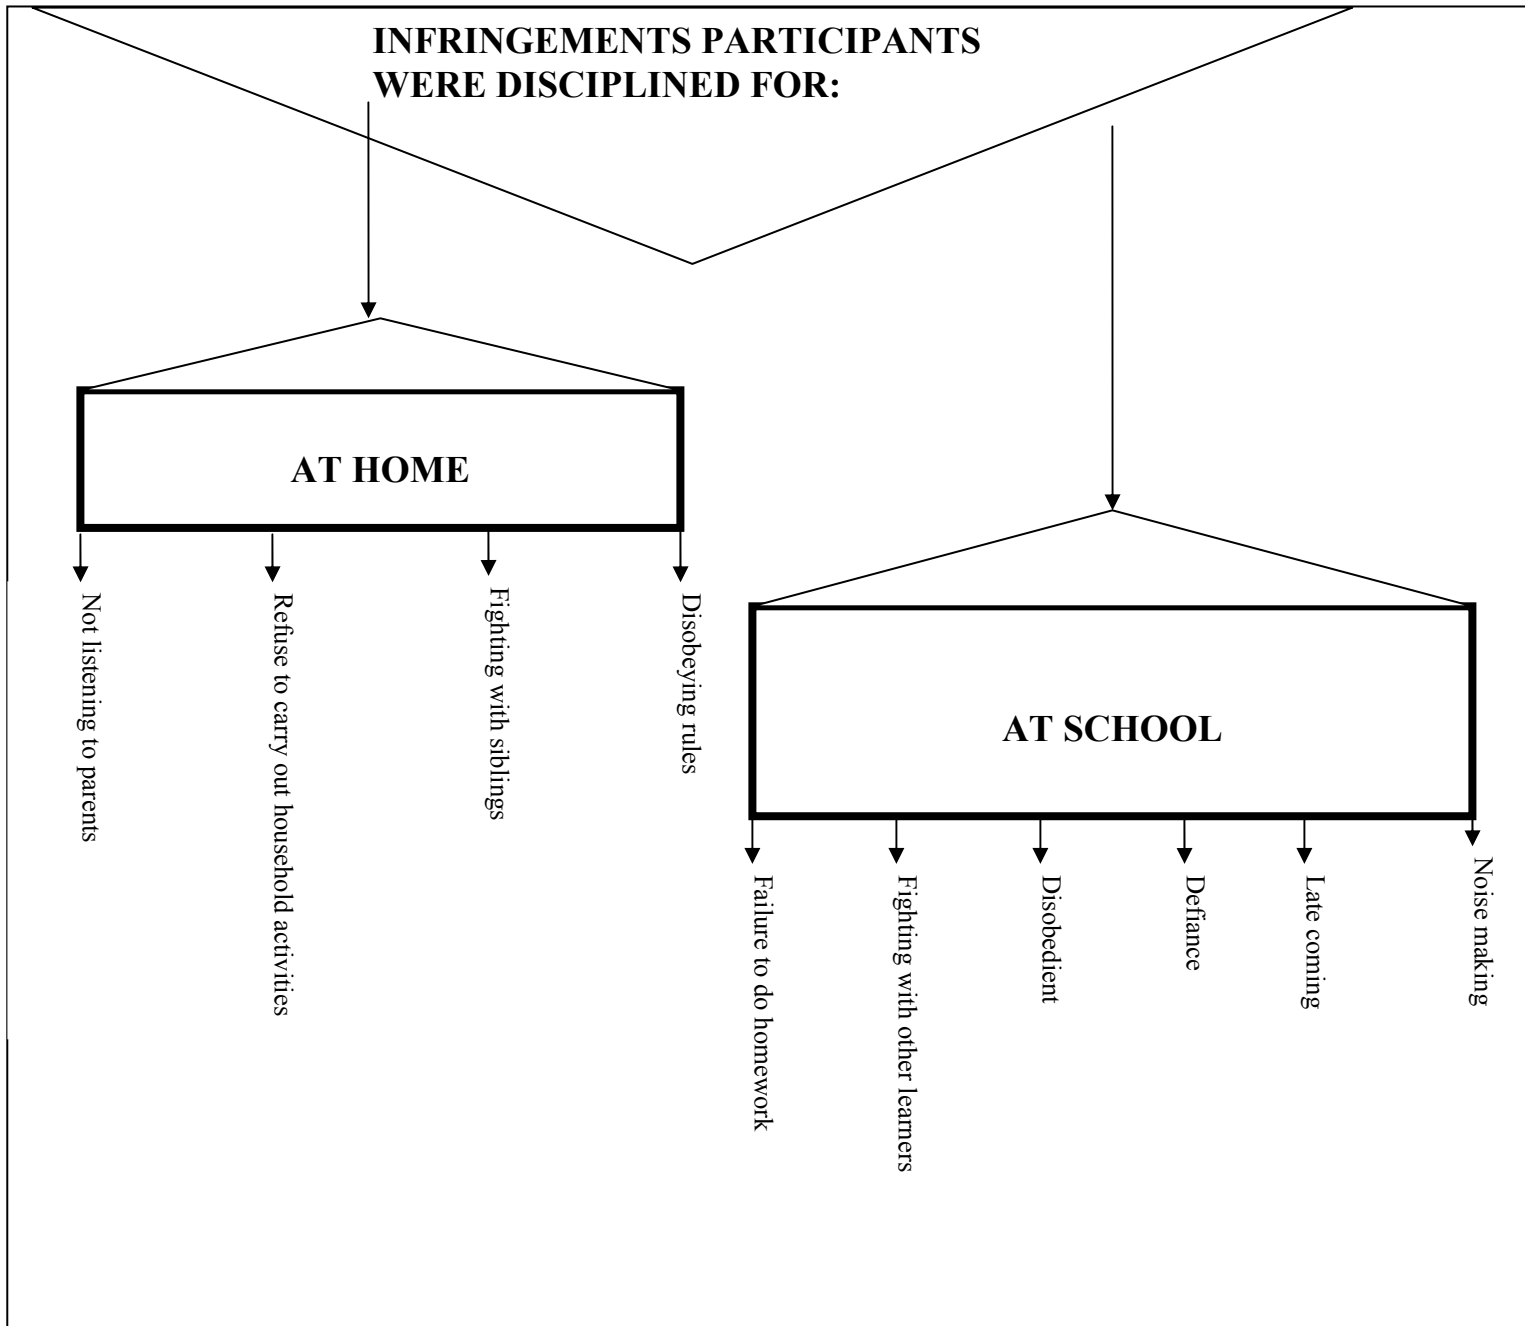 INFRINGEMENTS PARTICIPANTS
WERE DISCIPLINED FOR:
AT HOME
Not listening to parents
Refuse to carry out household activities
Fighting with siblings
Disobeying rules
AT SCHOOL
Failure to do homework
Fighting with other learners
Disobedient
Defiance
Late coming
Noise making